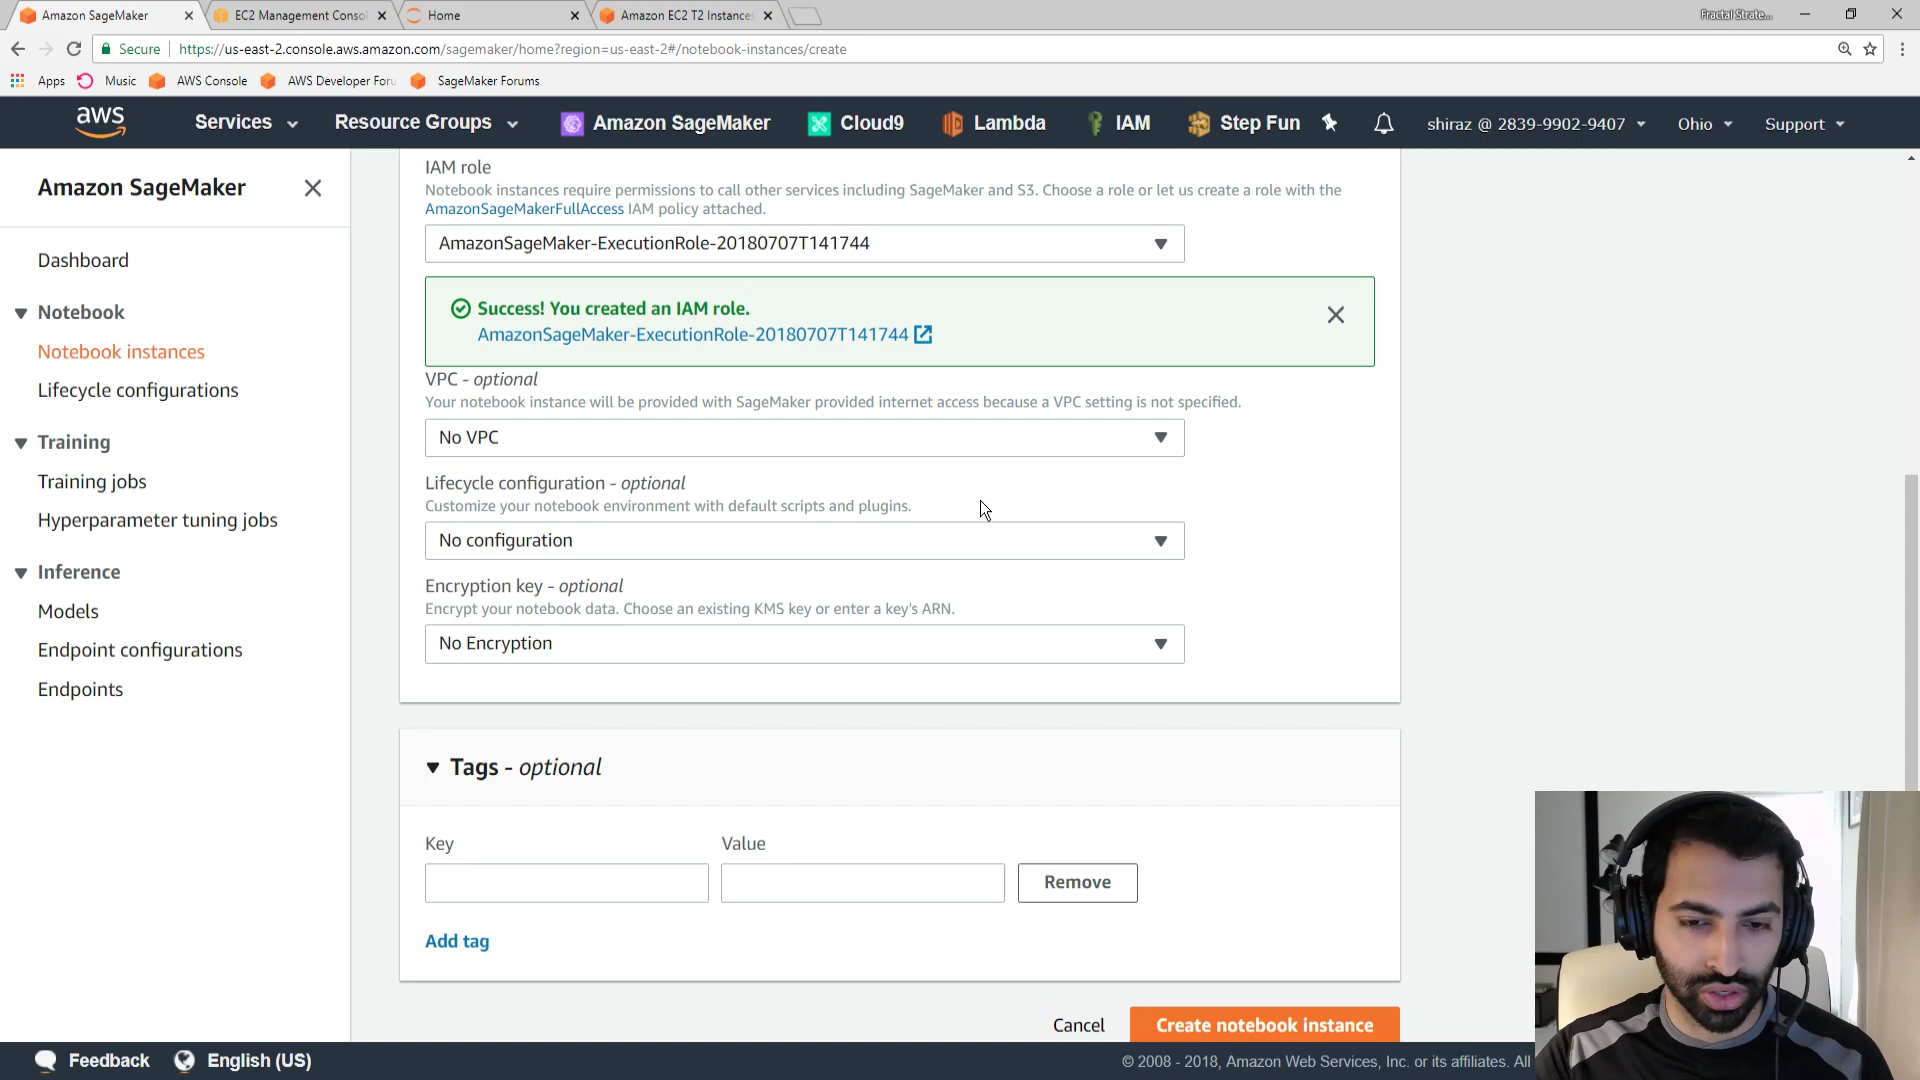 Amazon SageMaker
EC2 Management Consol
Home
Amazon EC2 T2 Instances
Fractal Strate...
Secure
https://us-east-2.console.aws.amazon.com/sagemaker/home?region=us-east-2#/notebook-instances/create
Apps
Music
AWS Console
AWS Developer Foru
SageMaker Forums
aws
Services
Resource Groups
Amazon SageMaker
Cloud9
Lambda
IAM
Step Fun
shiraz @ 2839-9902-9407
Ohio
Support
Amazon SageMaker
Dashboard
Notebook
Notebook instances
Lifecycle configurations
Training
Training jobs
Hyperparameter tuning jobs
Inference
Models
Endpoint configurations
Endpoints
IAM role
Notebook instances require permissions to call other services including SageMaker and S3. Choose a role or let us create a role with the
AmazonSageMakerFullAccess IAM policy attached.
AmazonSageMaker-ExecutionRole-20180707T141744
Success! You created an IAM role.
AmazonSageMaker-ExecutionRole-20180707T141744
VPC - optional
Your notebook instance will be provided with SageMaker provided internet access because a VPC setting is not specified.
No VPC
Lifecycle configuration - optional
Customize your notebook environment with default scripts and plugins.
No configuration
Encryption key - optional
Encrypt your notebook data. Choose an existing KMS key or enter a key's ARN.
No Encryption
Tags - optional
Key
Value
Remove
Add tag
Cancel
Create notebook instance
Feedback
English (US)
© 2008 - 2018, Amazon Web Services, Inc. or its affiliates. All